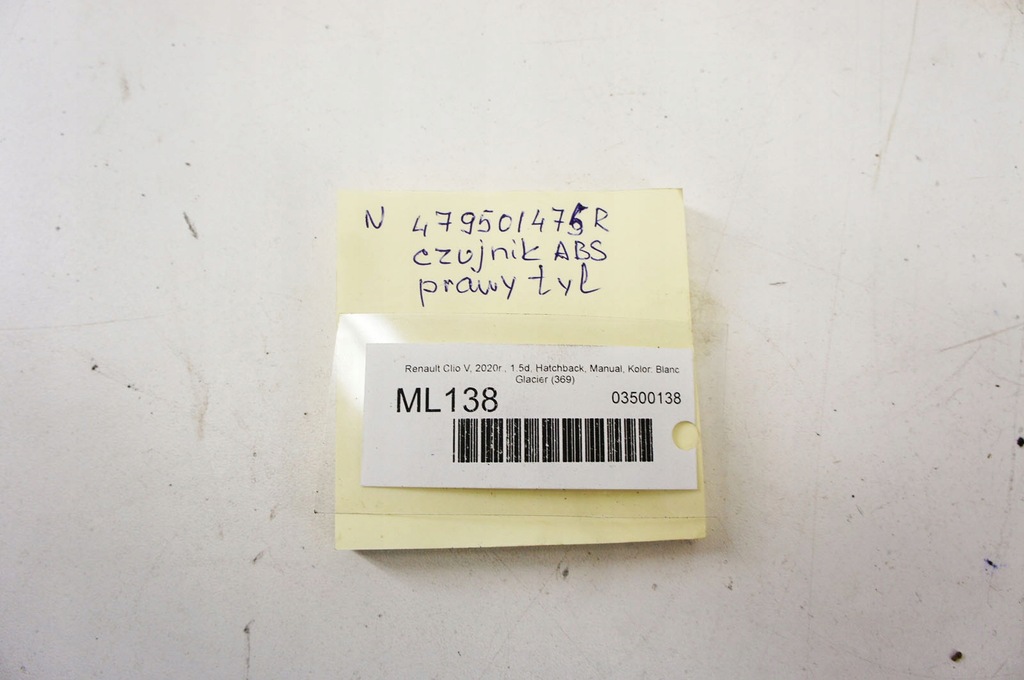 N 479501475R
czujnik ABS
prawy tył
Renault Clio V, 2020r., 1.5d, Hatchback, Manual, Kolor: Blanc
Glacier (369)
ML138
03500138